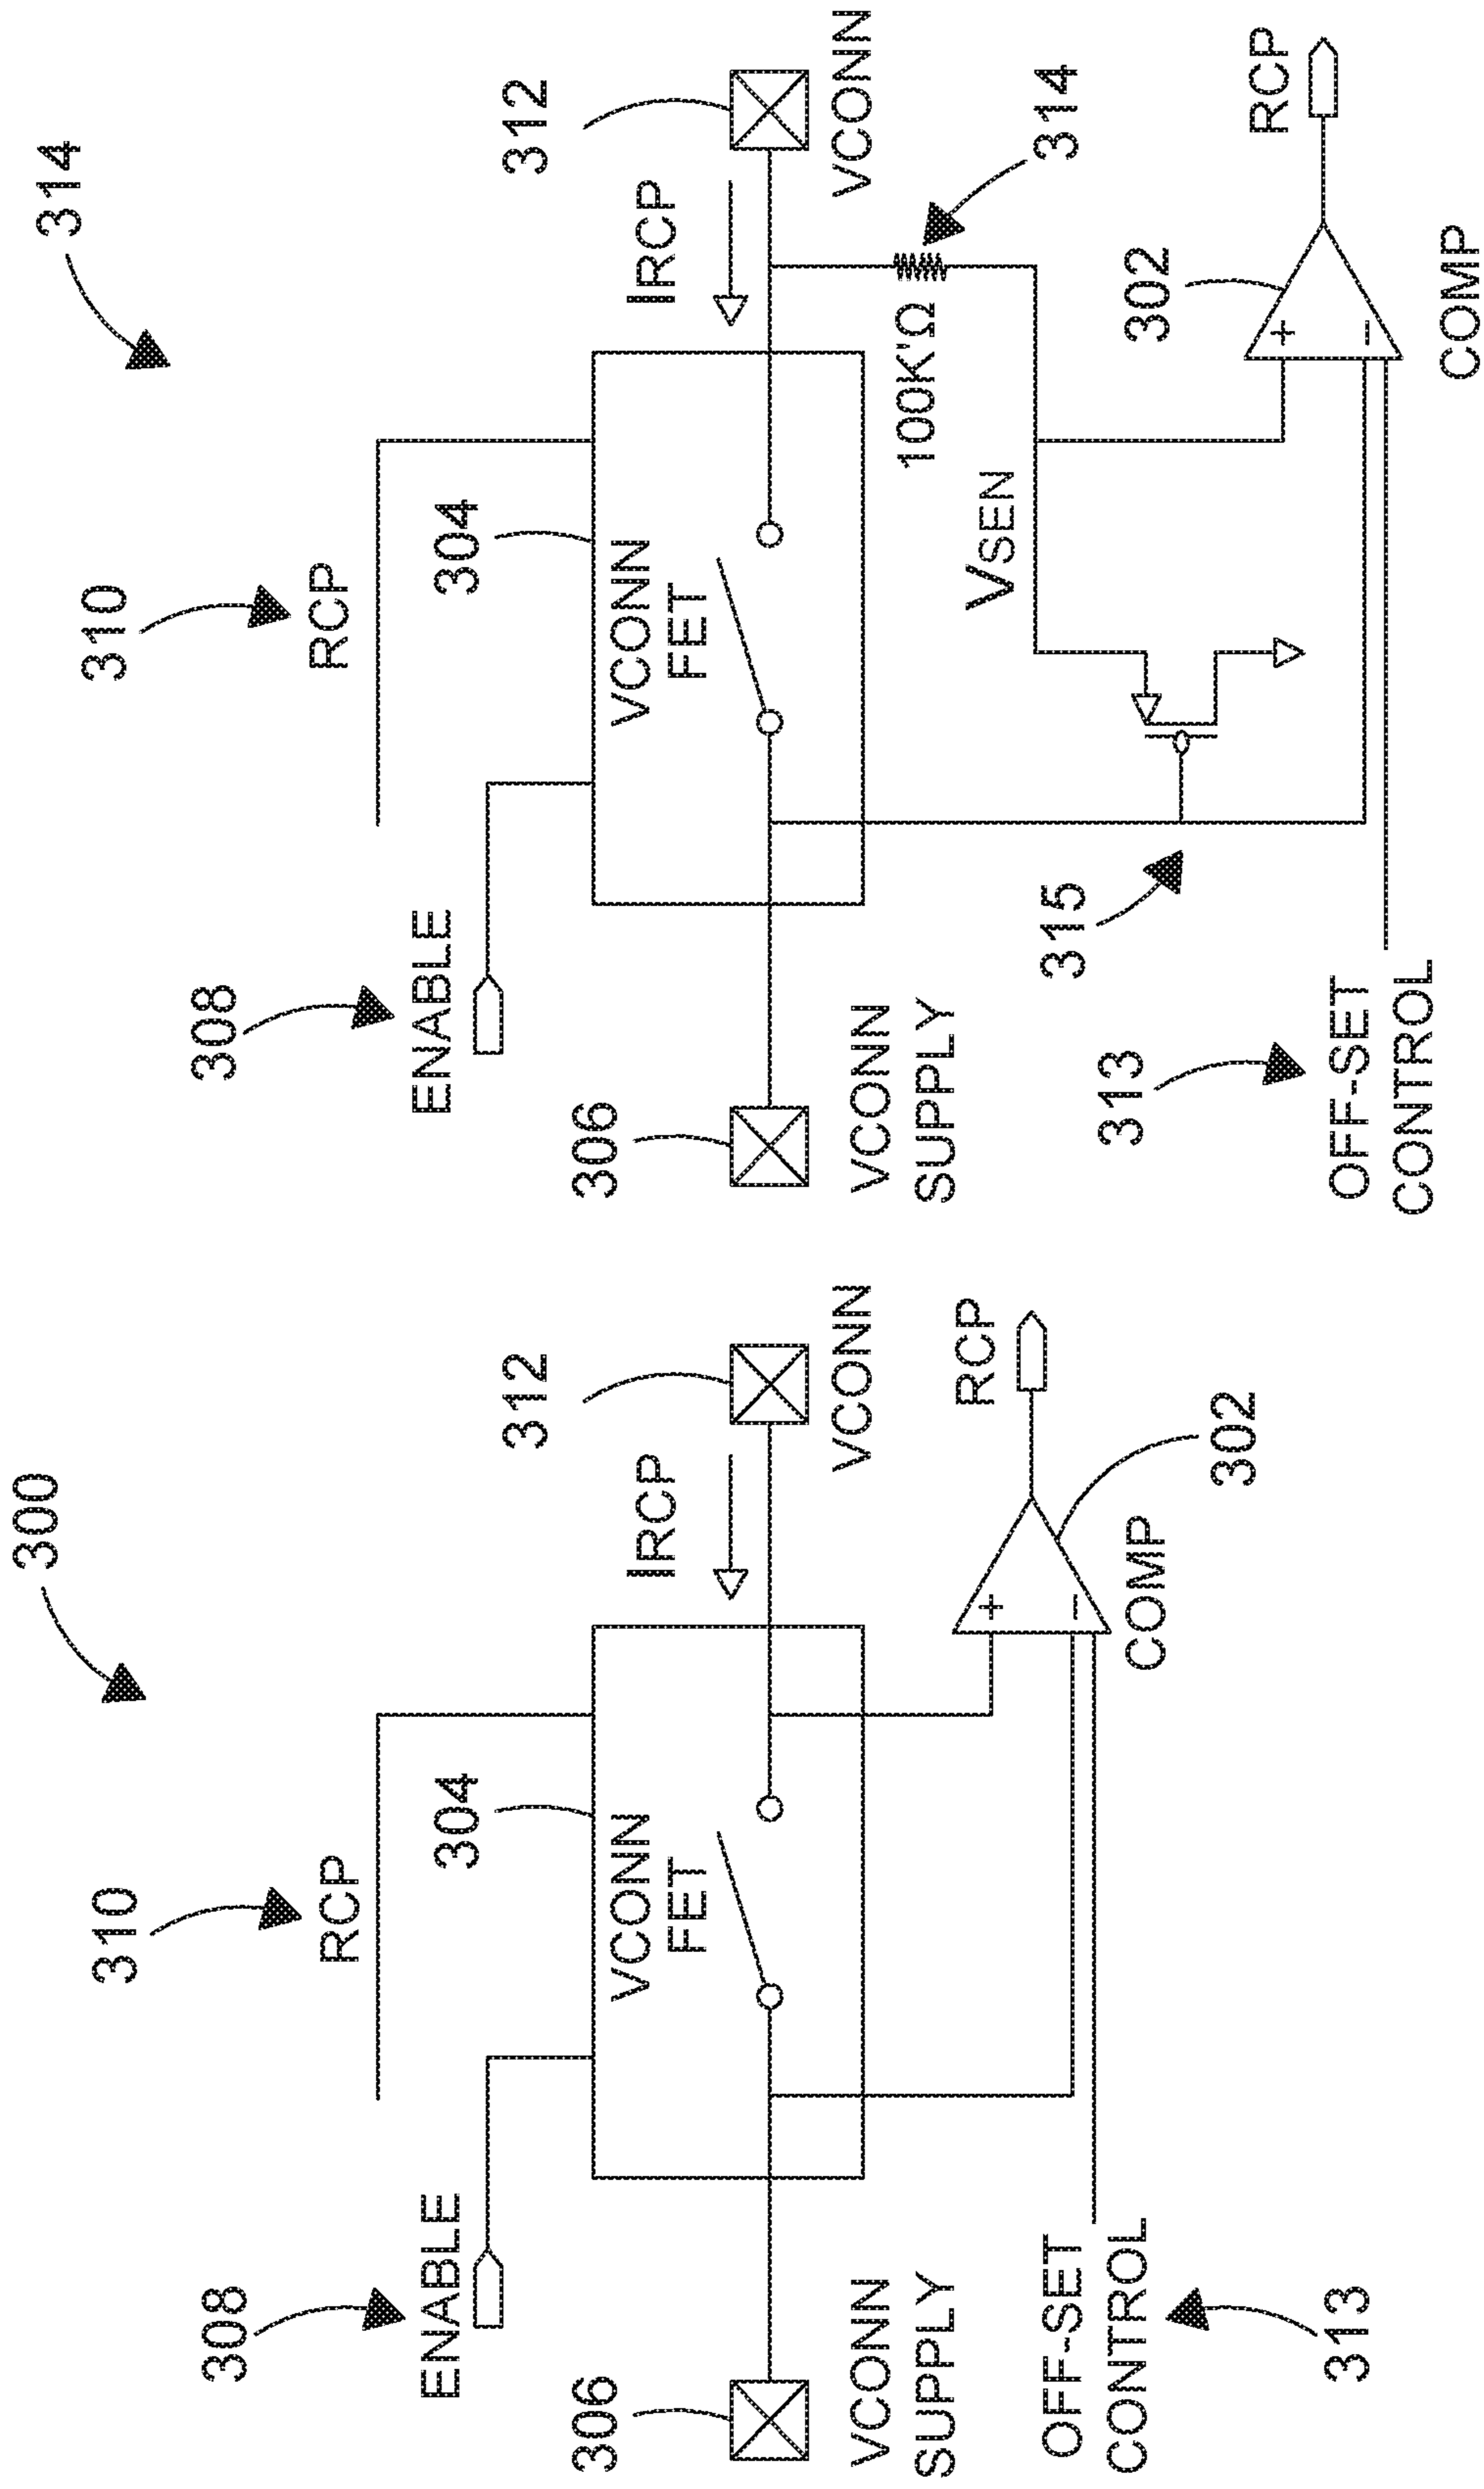 300
310
RCP
308
ENABLE
304
VCONN
FET
312
IRCP
306
VCONN
SUPPLY
VCONN
RCP
+
−
COMP
302
OFF-SET
CONTROL
313
314
310
RCP
308
ENABLE
304
VCONN
FET
312
IRCP
306
VCONN
SUPPLY
VCONN
100K'Ω
314
VSEN
315
302
RCP
+
−
COMP
313
OFF-SET
CONTROL